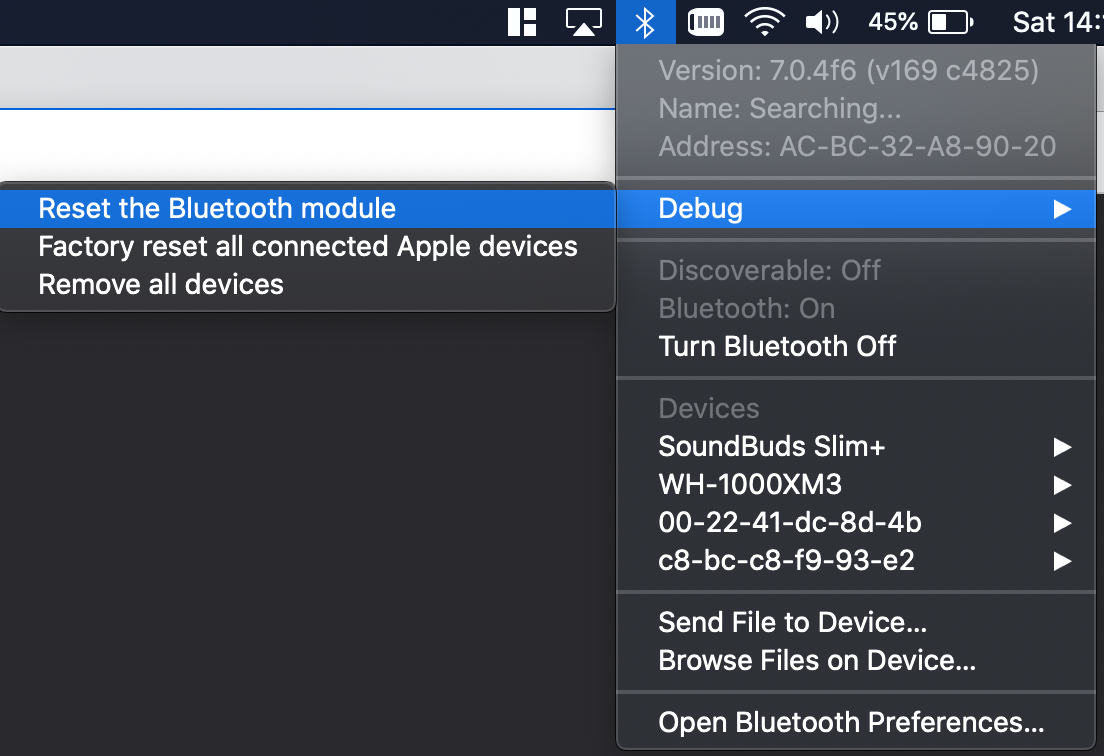 45% Sat 14:
Version: 7.0.4f6 (v169 c4825)
Name: Searching...
Address: AC-BC-32-A8-90-20
Debug
Reset the Bluetooth module
Factory reset all connected Apple devices
Remove all devices
Discoverable: Off
Bluetooth: On
Turn Bluetooth Off
Devices
SoundBuds Slim+
WH-1000XM3
00-22-41-dc-8d-4b
c8-bc-c8-f9-93-e2
Send File to Device...
Browse Files on Device...
Open Bluetooth Preferences...